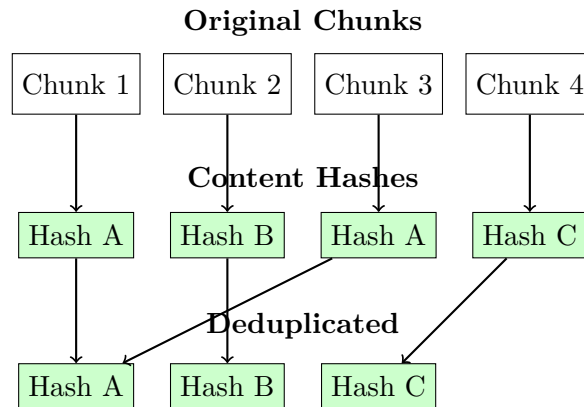 Original Chunks
Chunk 1 Chunk 2 Chunk 3 Chunk 4
Content Hashes
Hash A Hash B Hash A Hash C
Deduplicated
Hash A Hash B Hash C